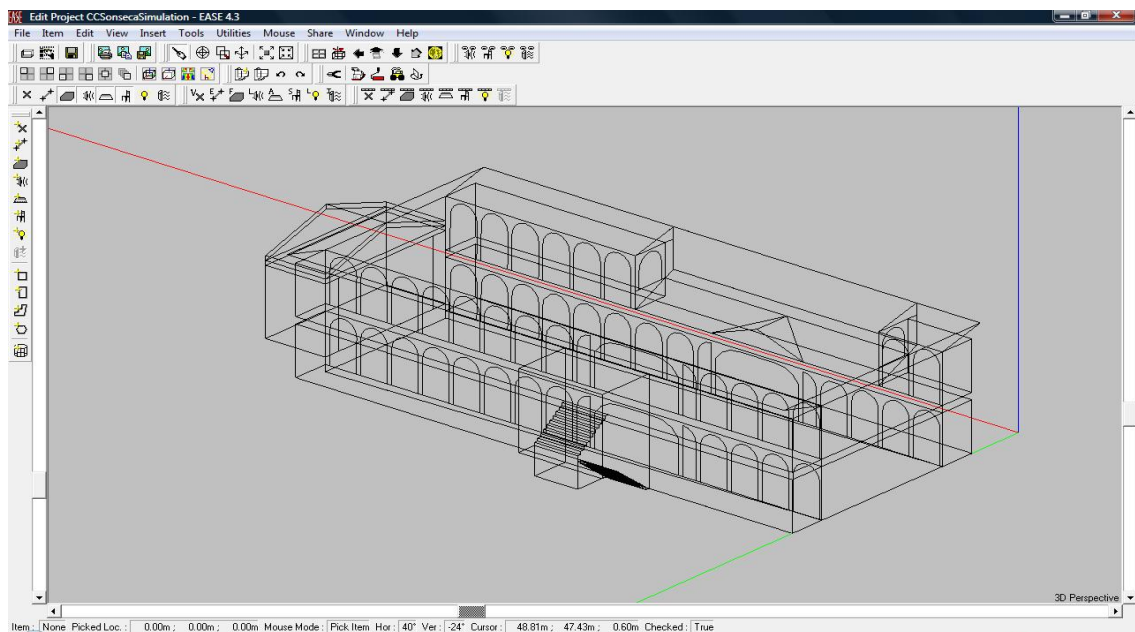 EASE Edit Project CCSonsecaSimulation - EASE 4.3
File Item Edit View Insert Tools Utilities Mouse Share Window Help
3D Perspective
Item : None Picked Loc. : 0.00m ; 0.00m ; 0.00m Mouse Mode : Pick Item Hor : 40° Ver : -24° Cursor : 48.81m ; 47.43m ; 0.60m Checked : True